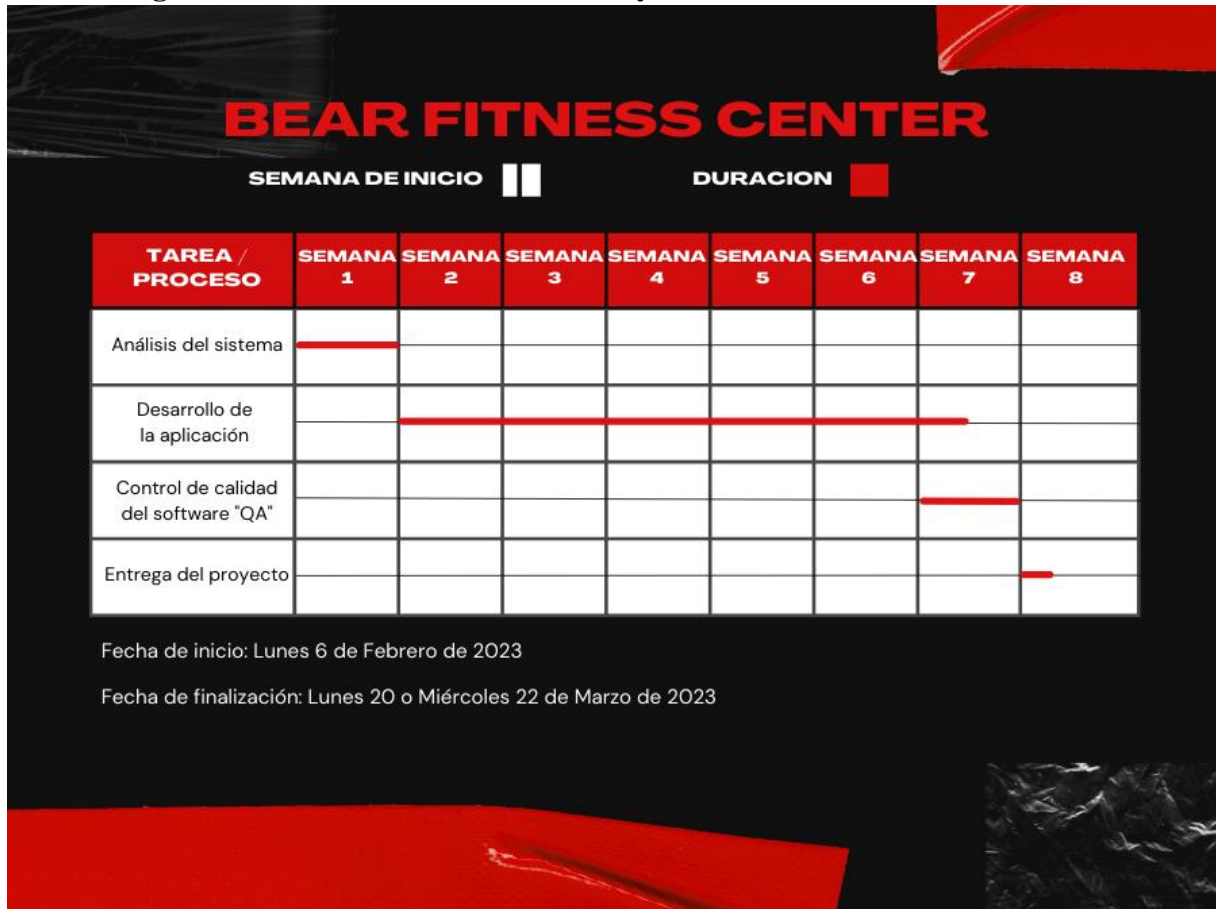 BEAR FITNESS CENTER
SEMANA DE INICIO
DURACION
TAREA /
PROCESO
SEMANA
1
SEMANA
2
SEMANA
3
SEMANA
4
SEMANA
5
SEMANA
6
SEMANA
7
SEMANA
8
Análisis del sistema
Desarrollo de
la aplicación
Control de calidad
del software "QA"
Entrega del proyecto
Fecha de inicio: Lunes 6 de Febrero de 2023
Fecha de finalización: Lunes 20 o Miércoles 22 de Marzo de 2023